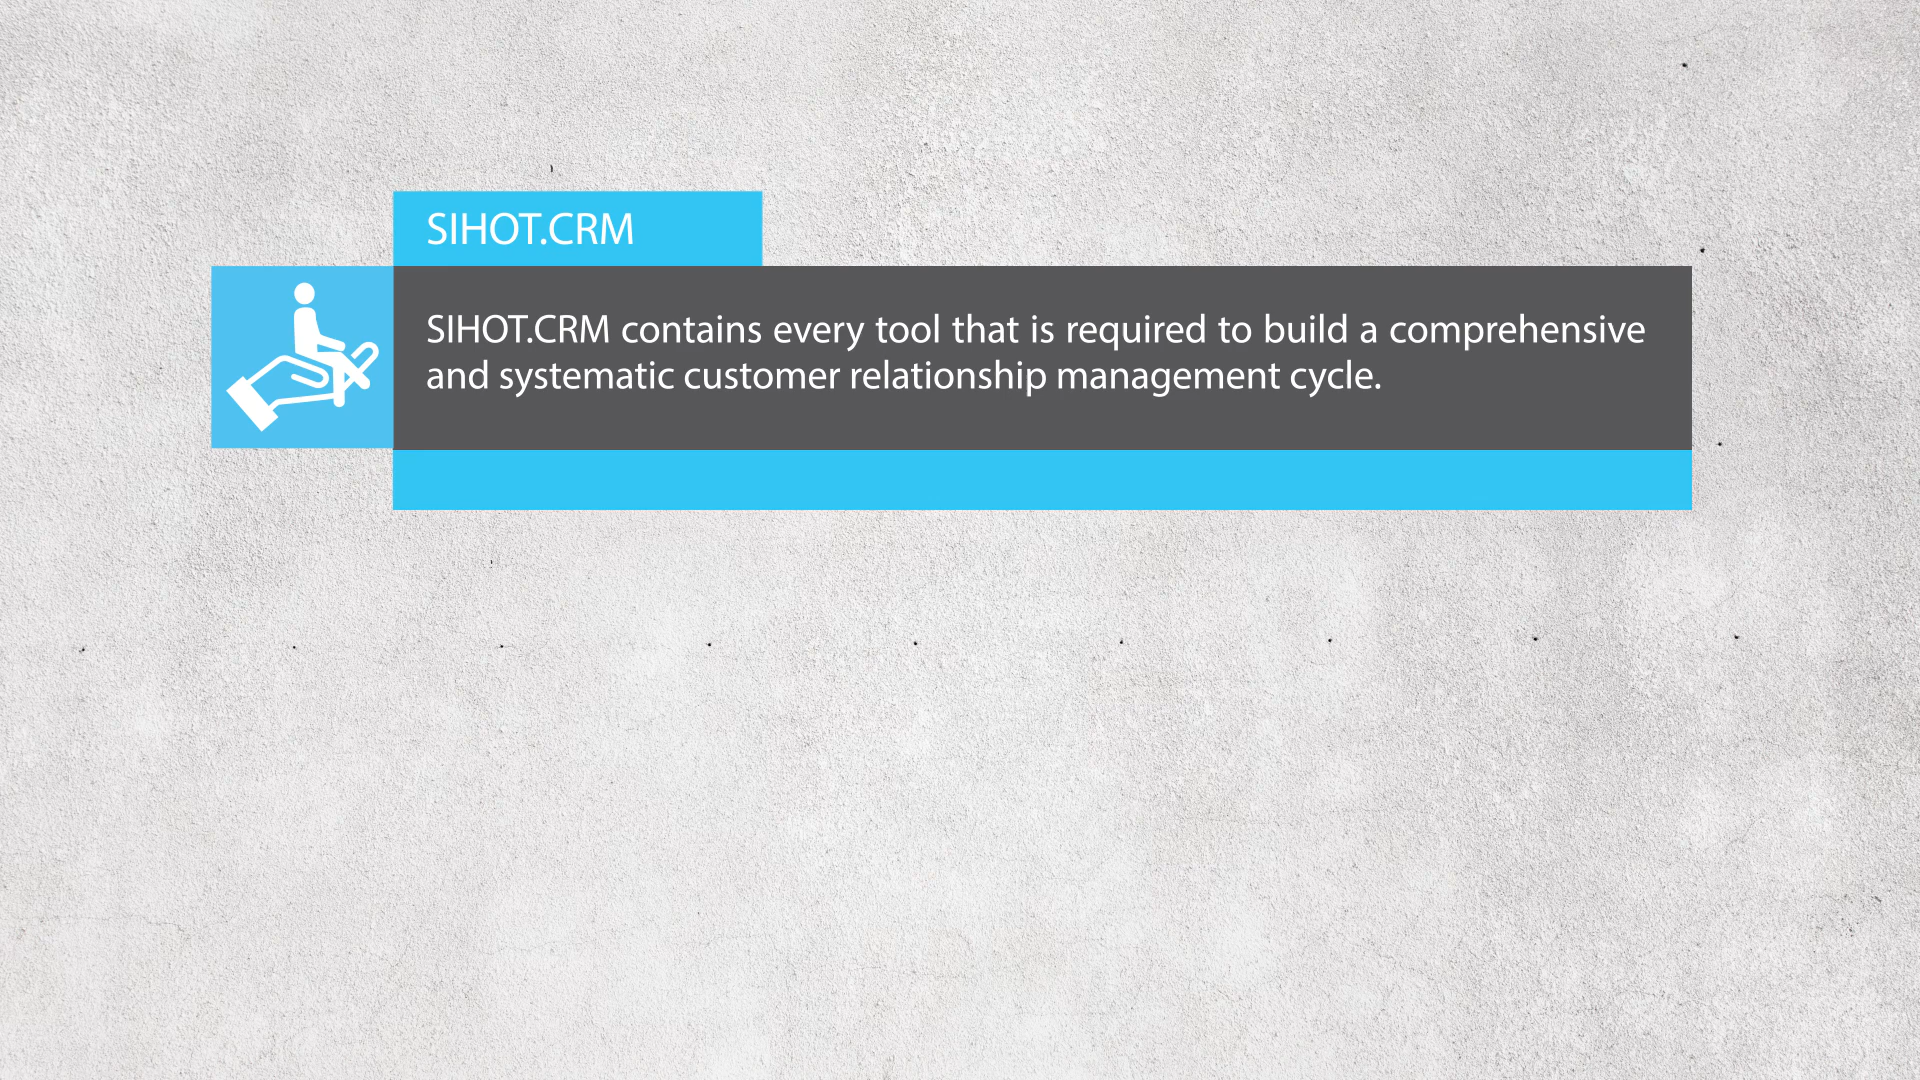 SIHOT.CRM
SIHOT.CRM contains every tool that is required to build a comprehensive
and systematic customer relationship management cycle.